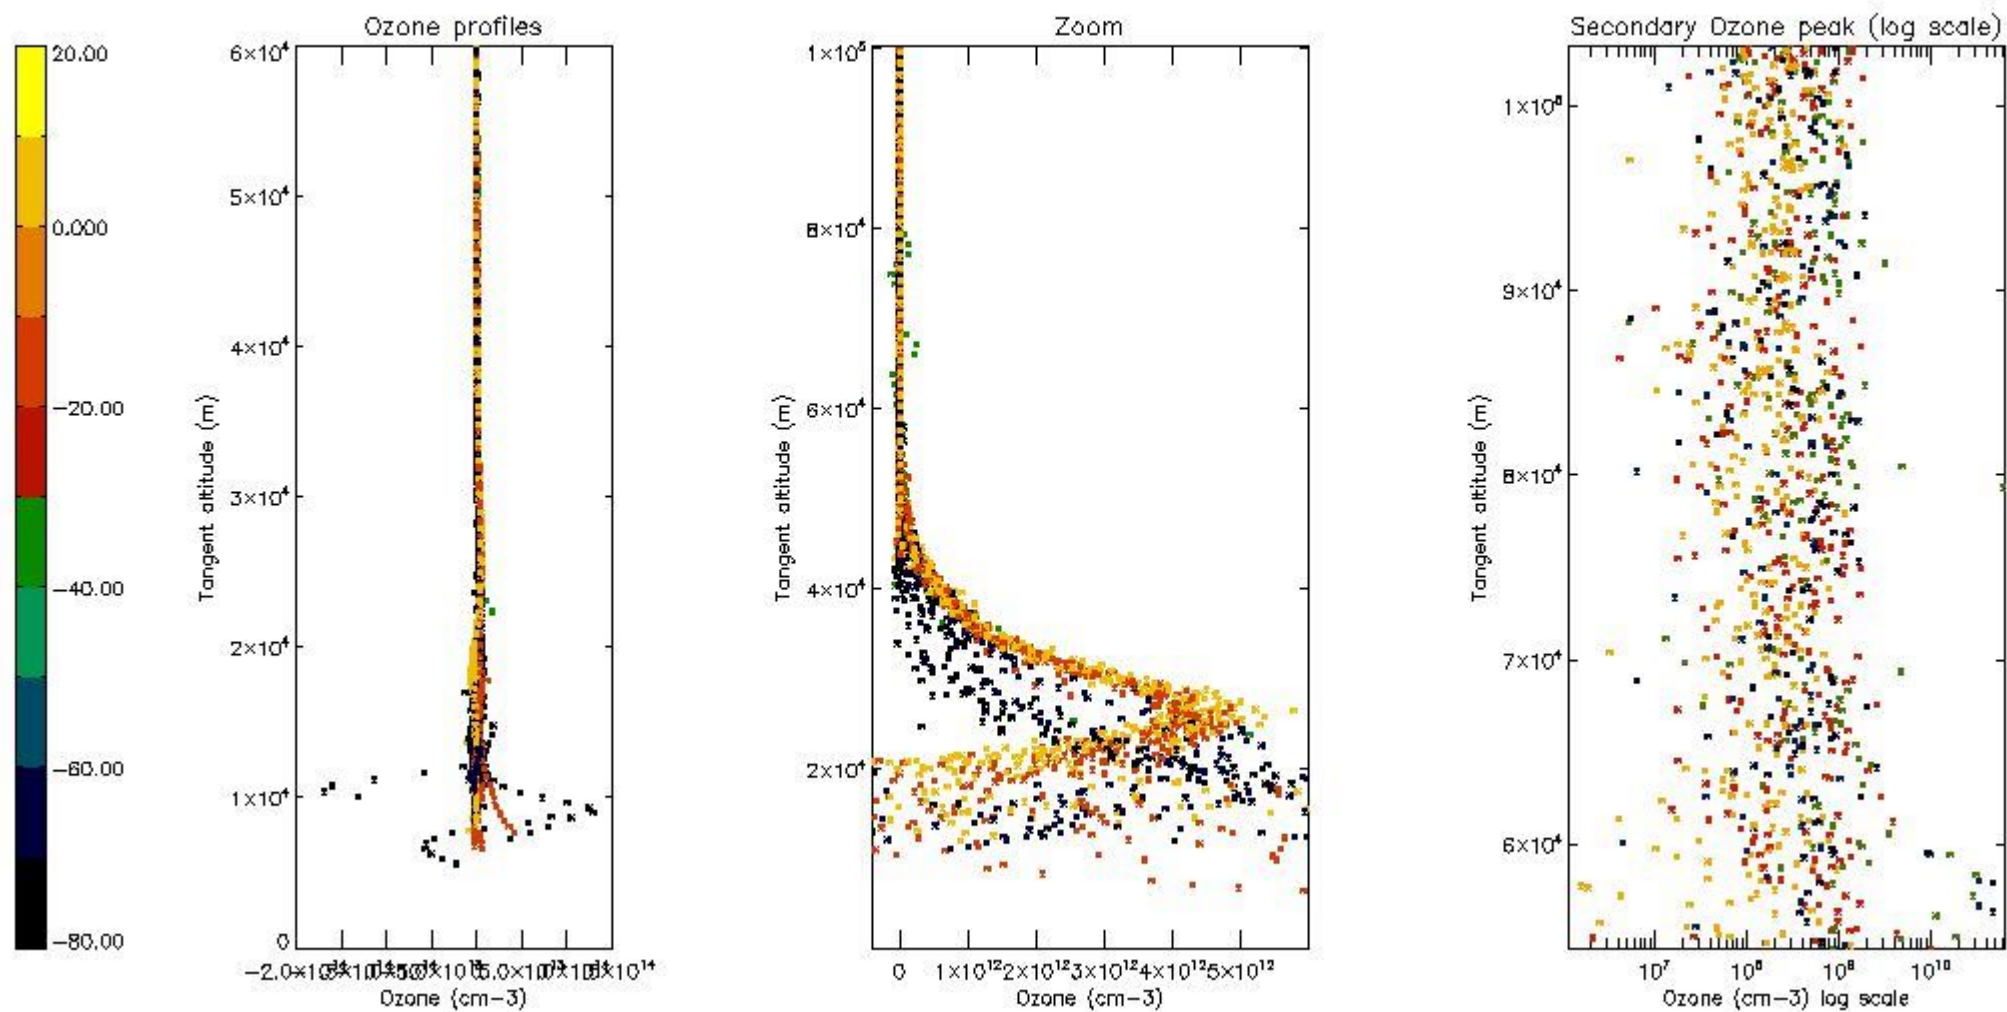 Ozone profiles
Zoom
Secondary Ozone peak (log scale)
20.00
0.000
−20.00
−40.00
−60.00
−80.00
6×10⁴
5×10⁴
4×10⁴
3×10⁴
2×10⁴
1×10⁴
0
Tangent altitude (m)
Ozone (cm−3)
1×10⁵
8×10⁴
6×10⁴
4×10⁴
2×10⁴
Tangent altitude (m)
0 1×10¹² 2×10¹² 3×10¹² 4×10¹² 5×10¹²
Ozone (cm−3)
1×10⁵
9×10⁴
8×10⁴
7×10⁴
6×10⁴
Tangent altitude (m)
10⁷ 10⁸ 10⁹ 10¹⁰
Ozone (cm−3) log scale